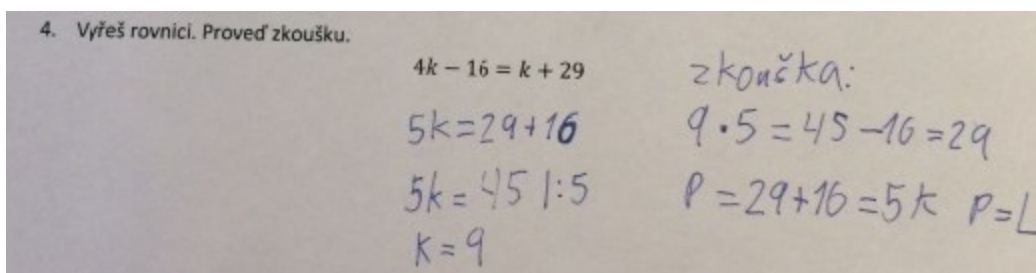 4. Vyřeš rovnici. Proveď zkoušku.
4k − 16 = k + 29
5k=29+16
5k= 45 |:5
k=9
zkoučka:
9·5=45−16=29
P=29+16=5k P=L